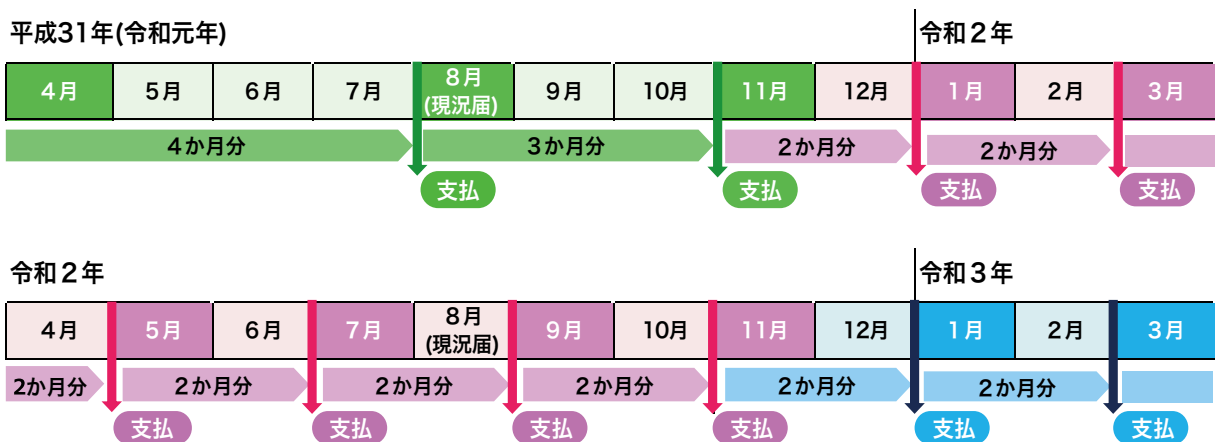 平成31年(令和元年) 令和２年
４月 ５月 ６月 ７月 ８月 ９月 10月 11月 12月 １月 ２月 ３月
(現況届)
４か月分 ３か月分 ２か月分 ２か月分
支払 支払 支払 支払
令和２年 令和３年
４月 ５月 ６月 ７月 ８月 ９月 10月 11月 12月 １月 ２月 ３月
(現況届)
2か月分 ２か月分 ２か月分 ２か月分 ２か月分 ２か月分
支払 支払 支払 支払 支払 支払